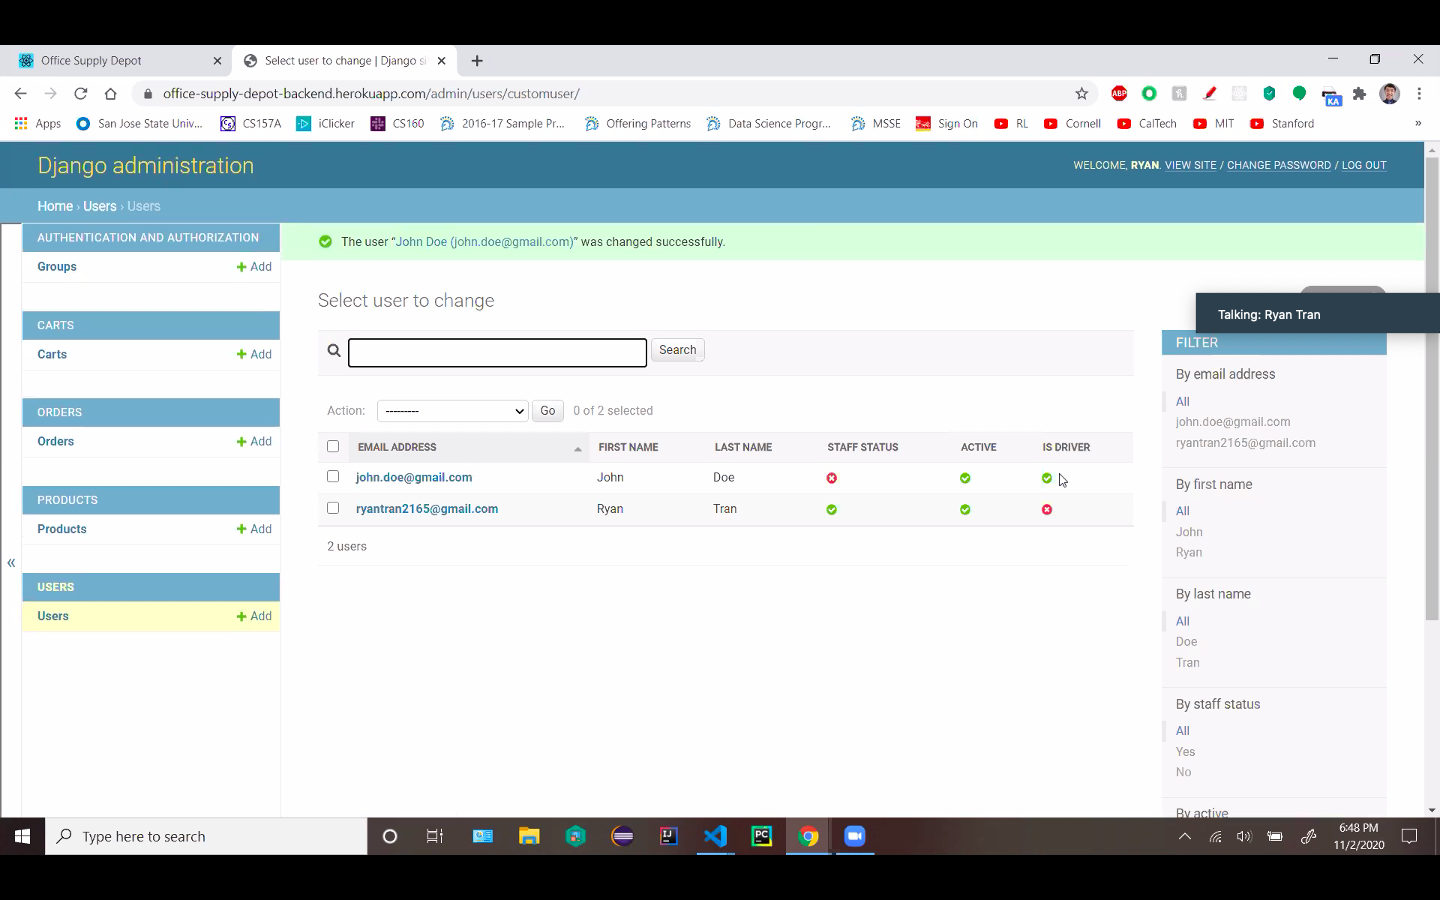 Office Supply Depot
Select user to change | Django si
office-supply-depot-backend.herokuapp.com/admin/users/customuser/
ABP
KA
Apps
San Jose State Univ...
CS157A
iClicker
CS160
2016-17 Sample Pr...
Offering Patterns
Data Science Progr...
MSSE
Sign On
RL
Cornell
CalTech
MIT
Stanford
»
Django administration
WELCOME, RYAN. VIEW SITE / CHANGE PASSWORD / LOG OUT
Home › Users › Users
AUTHENTICATION AND AUTHORIZATION
Groups
+ Add
CARTS
Carts
+ Add
ORDERS
Orders
+ Add
PRODUCTS
Products
+ Add
USERS
Users
+ Add
«
The user “John Doe (john.doe@gmail.com)” was changed successfully.
Select user to change
Search
Action:
---------
Go
0 of 2 selected
EMAIL ADDRESS FIRST NAME LAST NAME STAFF STATUS ACTIVE IS DRIVER
john.doe@gmail.com John Doe
ryantran2165@gmail.com Ryan Tran
2 users
Talking: Ryan Tran
FILTER
By email address
All
john.doe@gmail.com
ryantran2165@gmail.com
By first name
All
John
Ryan
By last name
All
Doe
Tran
By staff status
All
Yes
No
By active
Type here to search
IJ
PC
6:48 PM
11/2/2020